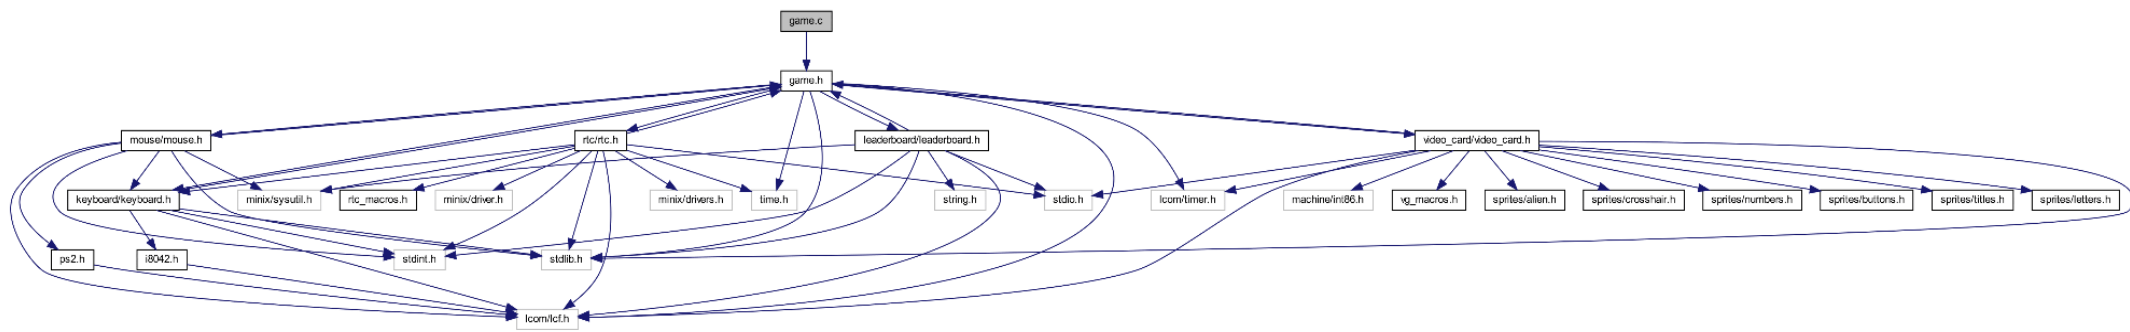 game.c
game.h
mouse/mouse.h
rtc/rtc.h
leaderboard/leaderboard.h
video_card/video_card.h
keyboard/keyboard.h
minix/sysutil.h
rtc_macros.h
minix/driver.h
minix/drivers.h
time.h
string.h
stdio.h
lcom/timer.h
machine/int86.h
vg_macros.h
sprites/alien.h
sprites/crosshair.h
sprites/numbers.h
sprites/buttons.h
sprites/titles.h
sprites/letters.h
ps2.h
i8042.h
stdint.h
stdlib.h
lcom/lcf.h